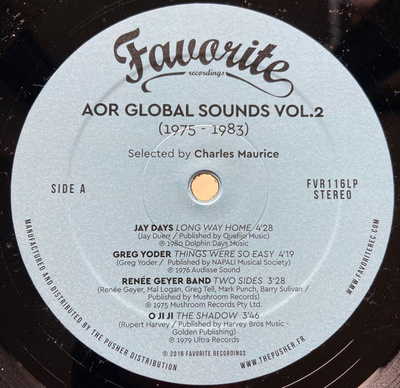 Favorite
recordings
AOR GLOBAL SOUNDS VOL.2
(1975 - 1983)
Selected by Charles Maurice
SIDE A
FVR116LP
STEREO
JAY DAYS LONG WAY HOME 4'28
(Jay Duerr / Published by Quefijo Music)
℗ 1980 Dolphin Days Music
GREG YODER THINGS WERE SO EASY 4'19
(Greg Yoder / Published by NAPALI Musical Society)
℗ 1976 Audisse Sound
RENÉE GEYER BAND TWO SIDES 3'28
(Renée Geyer, Mal Logan, Greg Tell, Mark Punch, Barry Sulivan /
Published by Mushroom Records)
℗ 1975 Mushroom Records Pty Ltd.
O JI JI THE SHADOW 3'46
(Rupert Harvey / Published by Harvey Bros Music -
Golden Publishing)
℗ 1979 Ultra Records
© 2016 FAVORITE RECORDINGS
MANUFACTURED AND DISTRIBUTED BY THE PUSHER DISTRIBUTION
WWW.THEPUSHER.FR
WWW.FAVORITEREC.COM